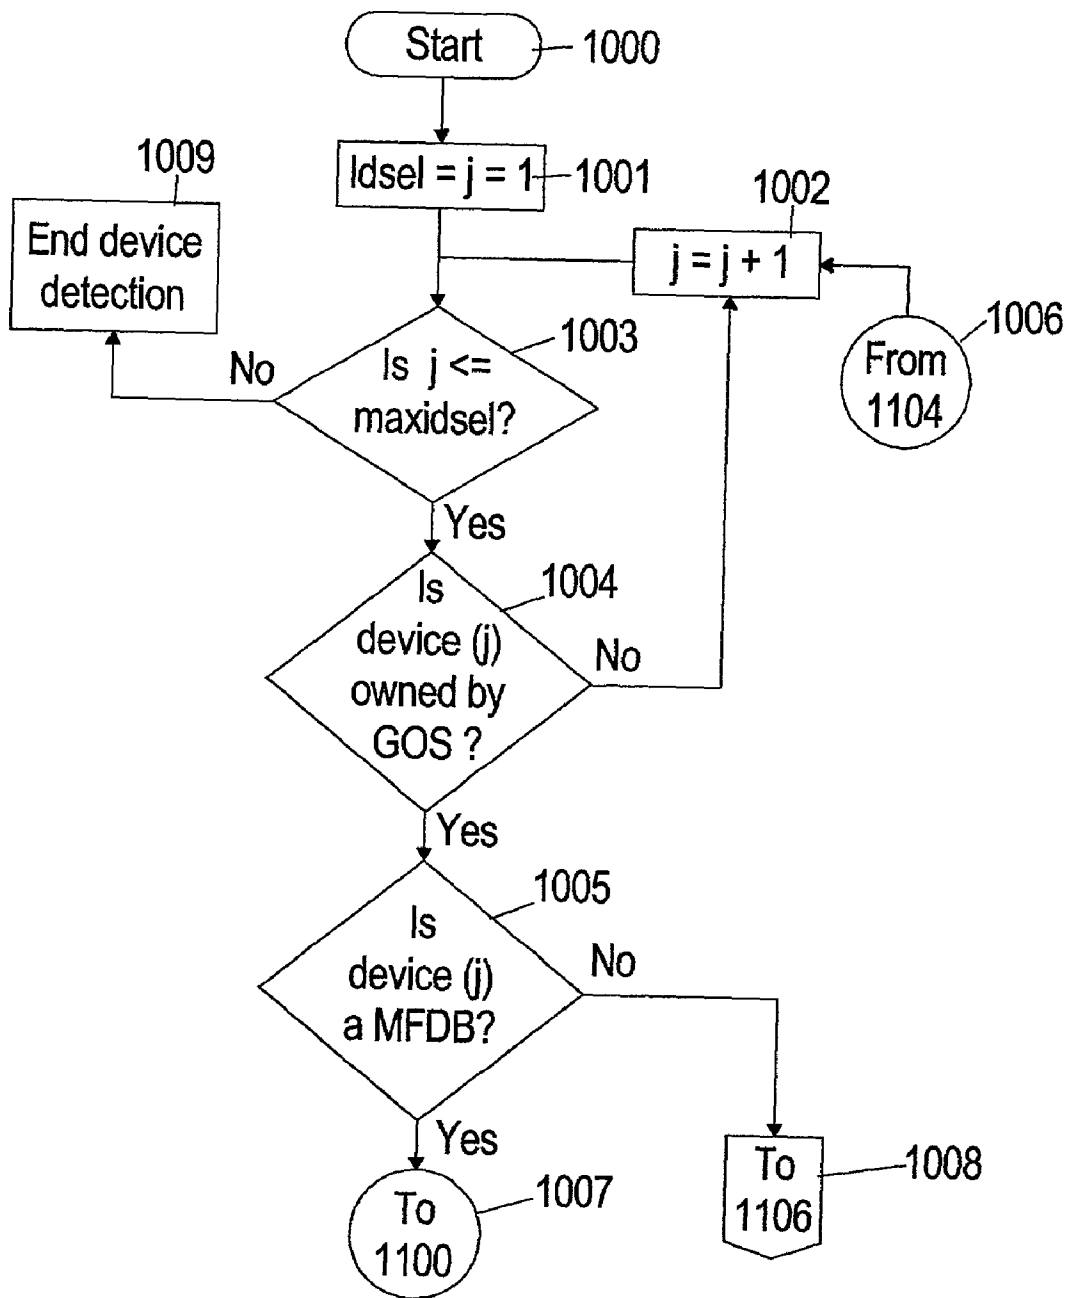 Start
1000
Idsel = j = 1
1001
1009
End device
detection
1002
j = j + 1
1006
From
1104
1003
Is j <=
maxidsel?
No
Yes
1004
Is
device (j)
owned by
GOS ?
No
Yes
1005
Is
device (j)
a MFDB?
No
Yes
1007
To
1100
To
1106
1008